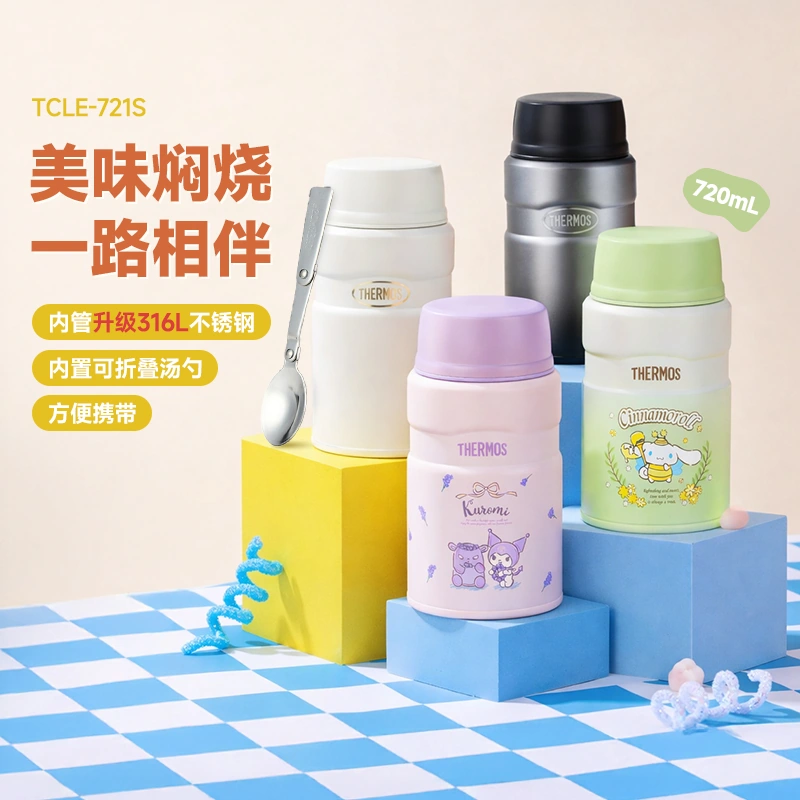 TCLE-721S
美味焖烧
一路相伴
内管升级316L不锈钢
内置可折叠汤勺
方便携带
720mL
THERMOS
THERMOS
THERMOS
Cinnamoroll
THERMOS
Kuromi